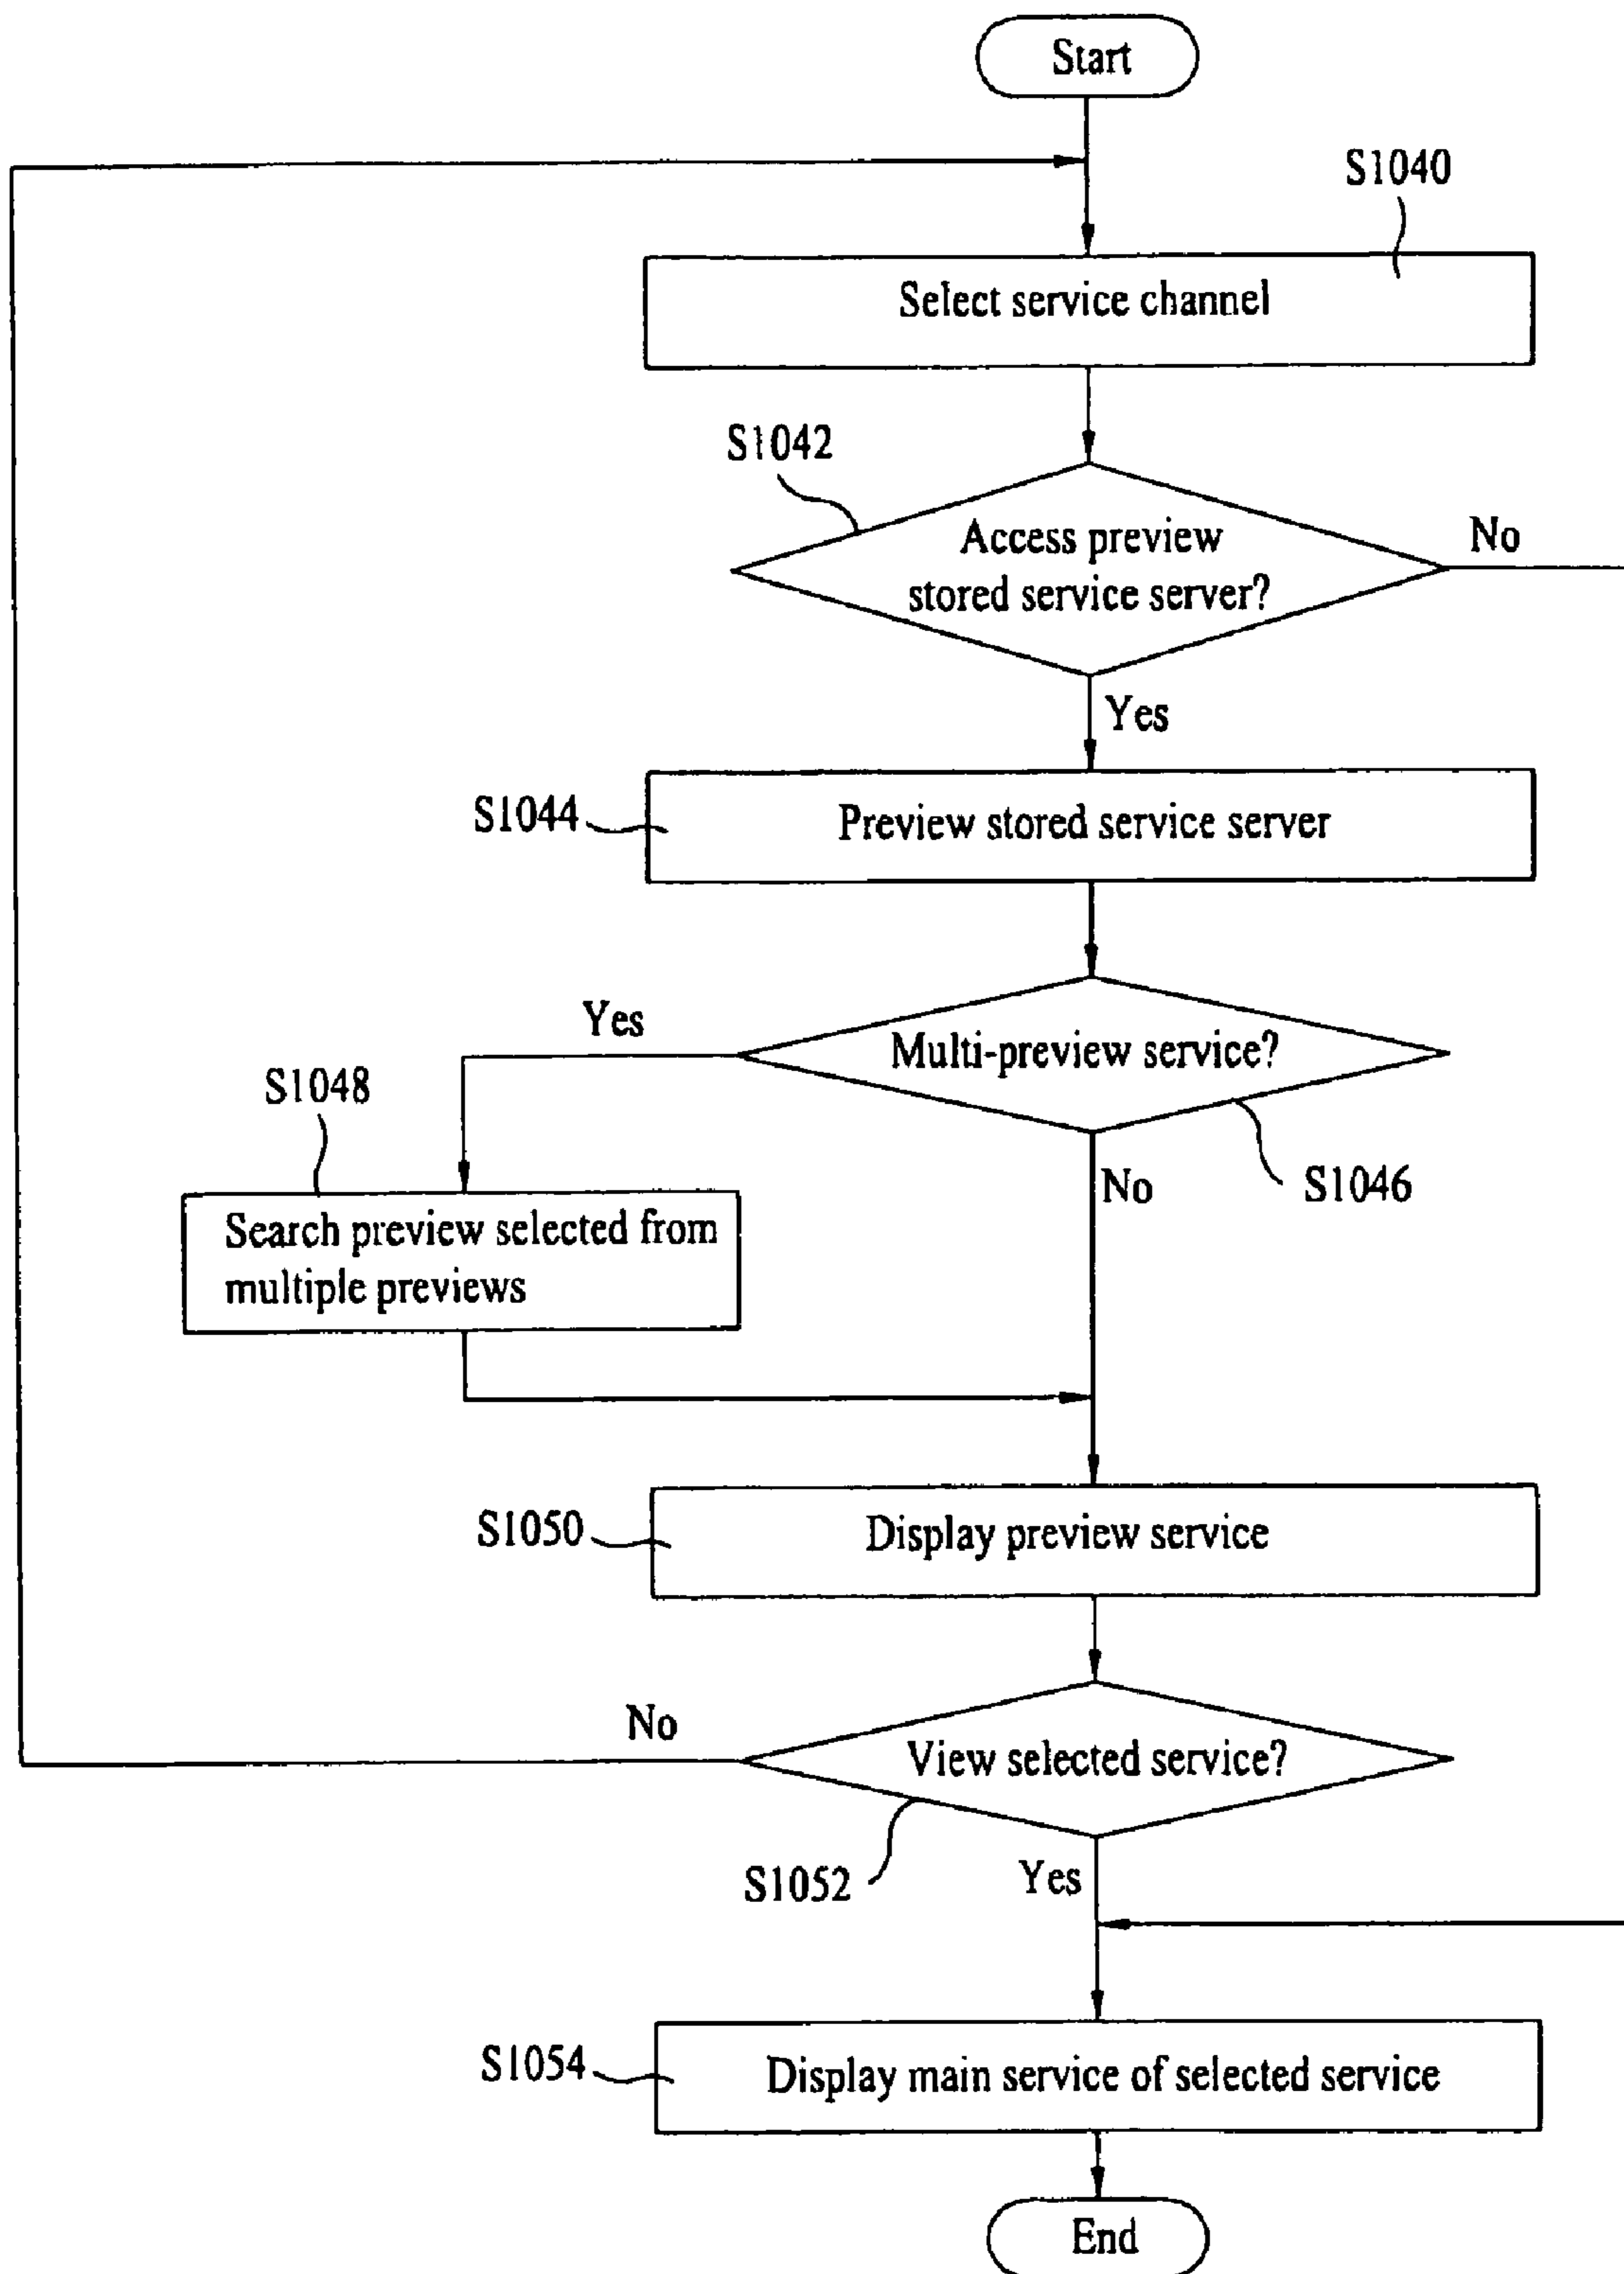 Start
S1040
Select service channel
S1042
Access preview
stored service server?
No
Yes
S1044
Preview stored service server
Yes
Multi-preview service?
S1048
No
S1046
Search preview selected from
multiple previews
S1050
Display preview service
No
View selected service?
S1052
Yes
S1054
Display main service of selected service
End